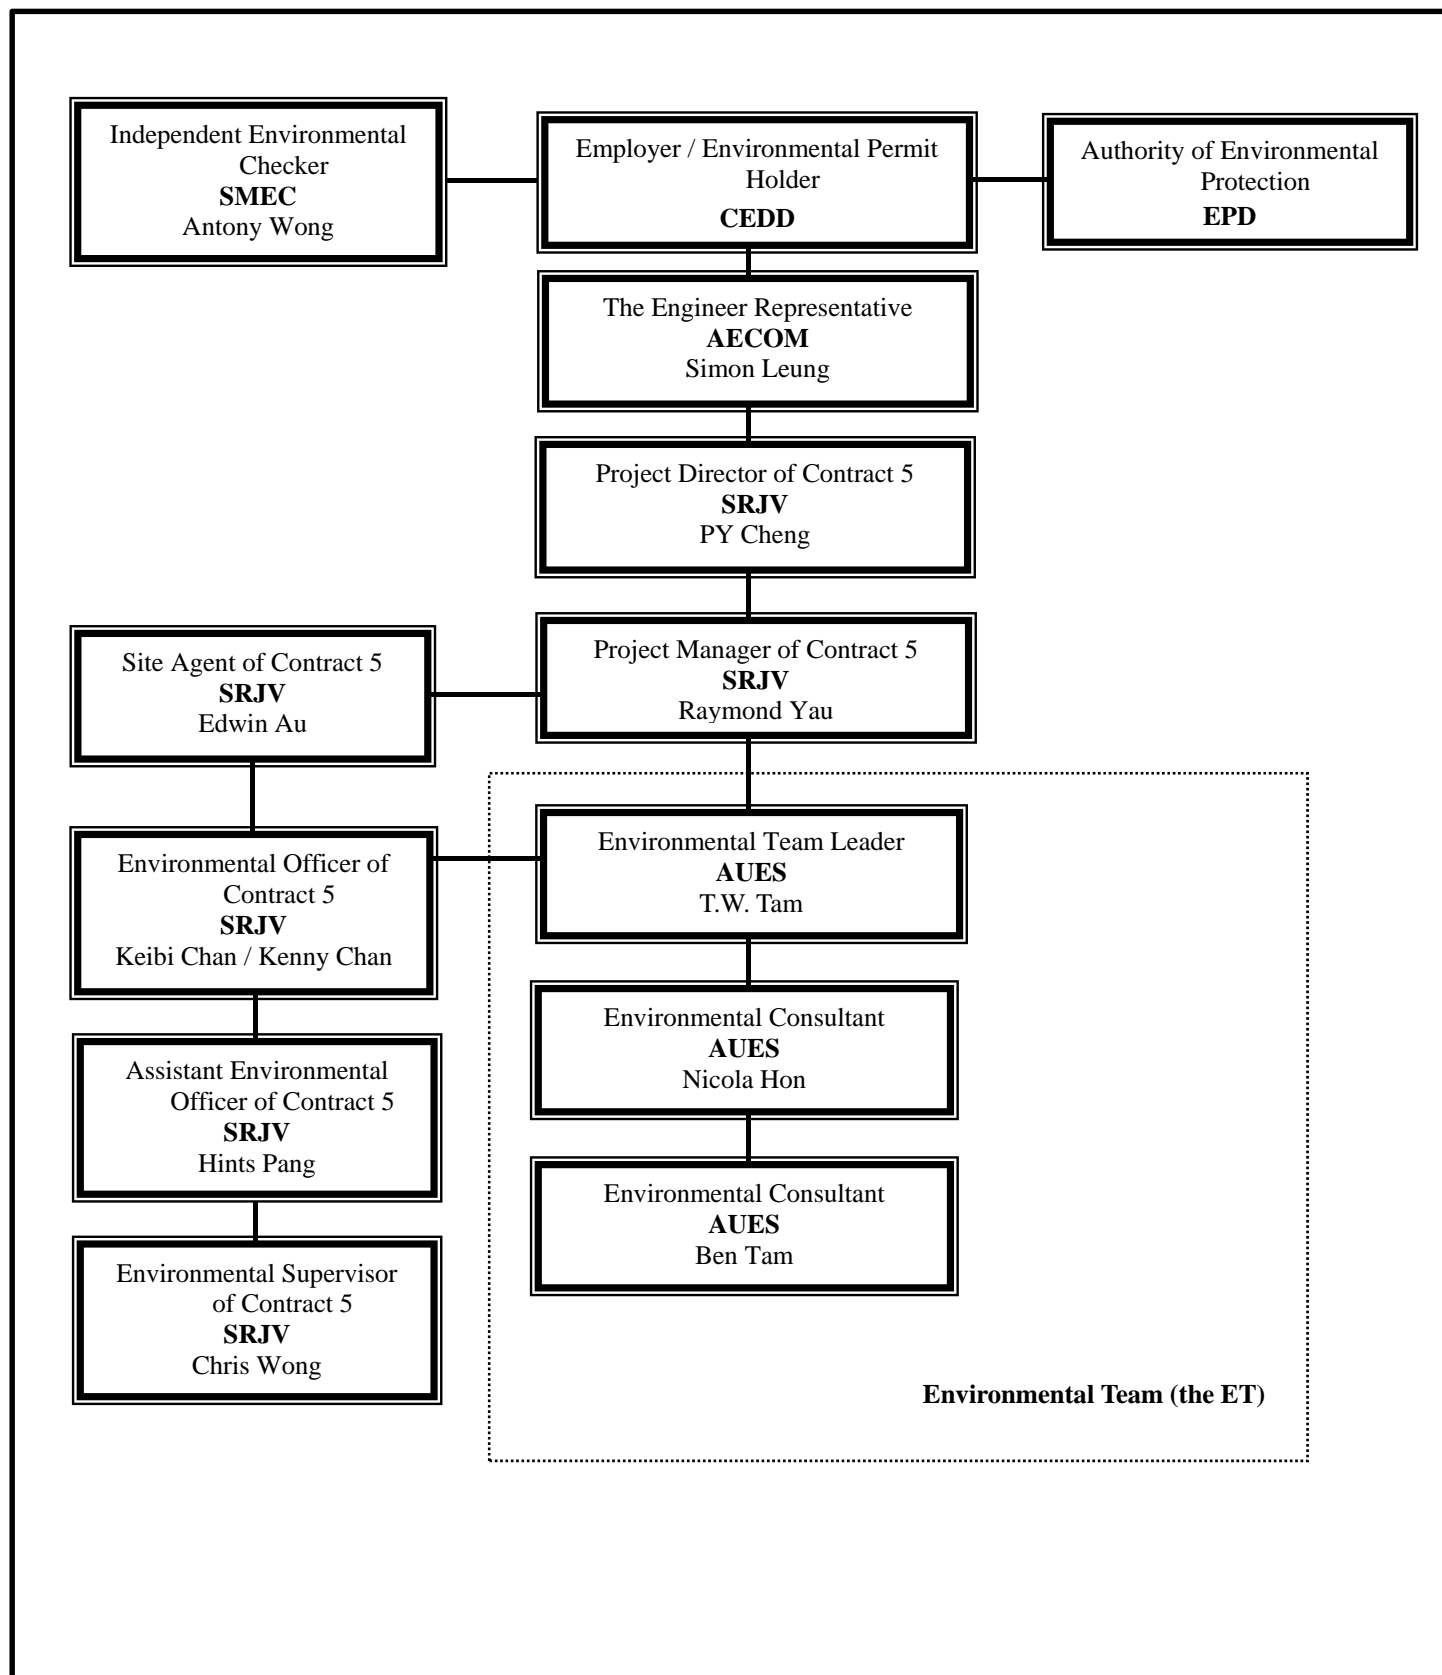 Independent Environmental
Checker
SMEC
Antony Wong
Employer / Environmental Permit
Holder
CEDD
Authority of Environmental
Protection
EPD
The Engineer Representative
AECOM
Simon Leung
Project Director of Contract 5
SRJV
PY Cheng
Site Agent of Contract 5
SRJV
Edwin Au
Project Manager of Contract 5
SRJV
Raymond Yau
Environmental Officer of
Contract 5
SRJV
Keibi Chan / Kenny Chan
Environmental Team Leader
AUES
T.W. Tam
Assistant Environmental
Officer of Contract 5
SRJV
Hints Pang
Environmental Consultant
AUES
Nicola Hon
Environmental Supervisor
of Contract 5
SRJV
Chris Wong
Environmental Consultant
AUES
Ben Tam
Environmental Team (the ET)